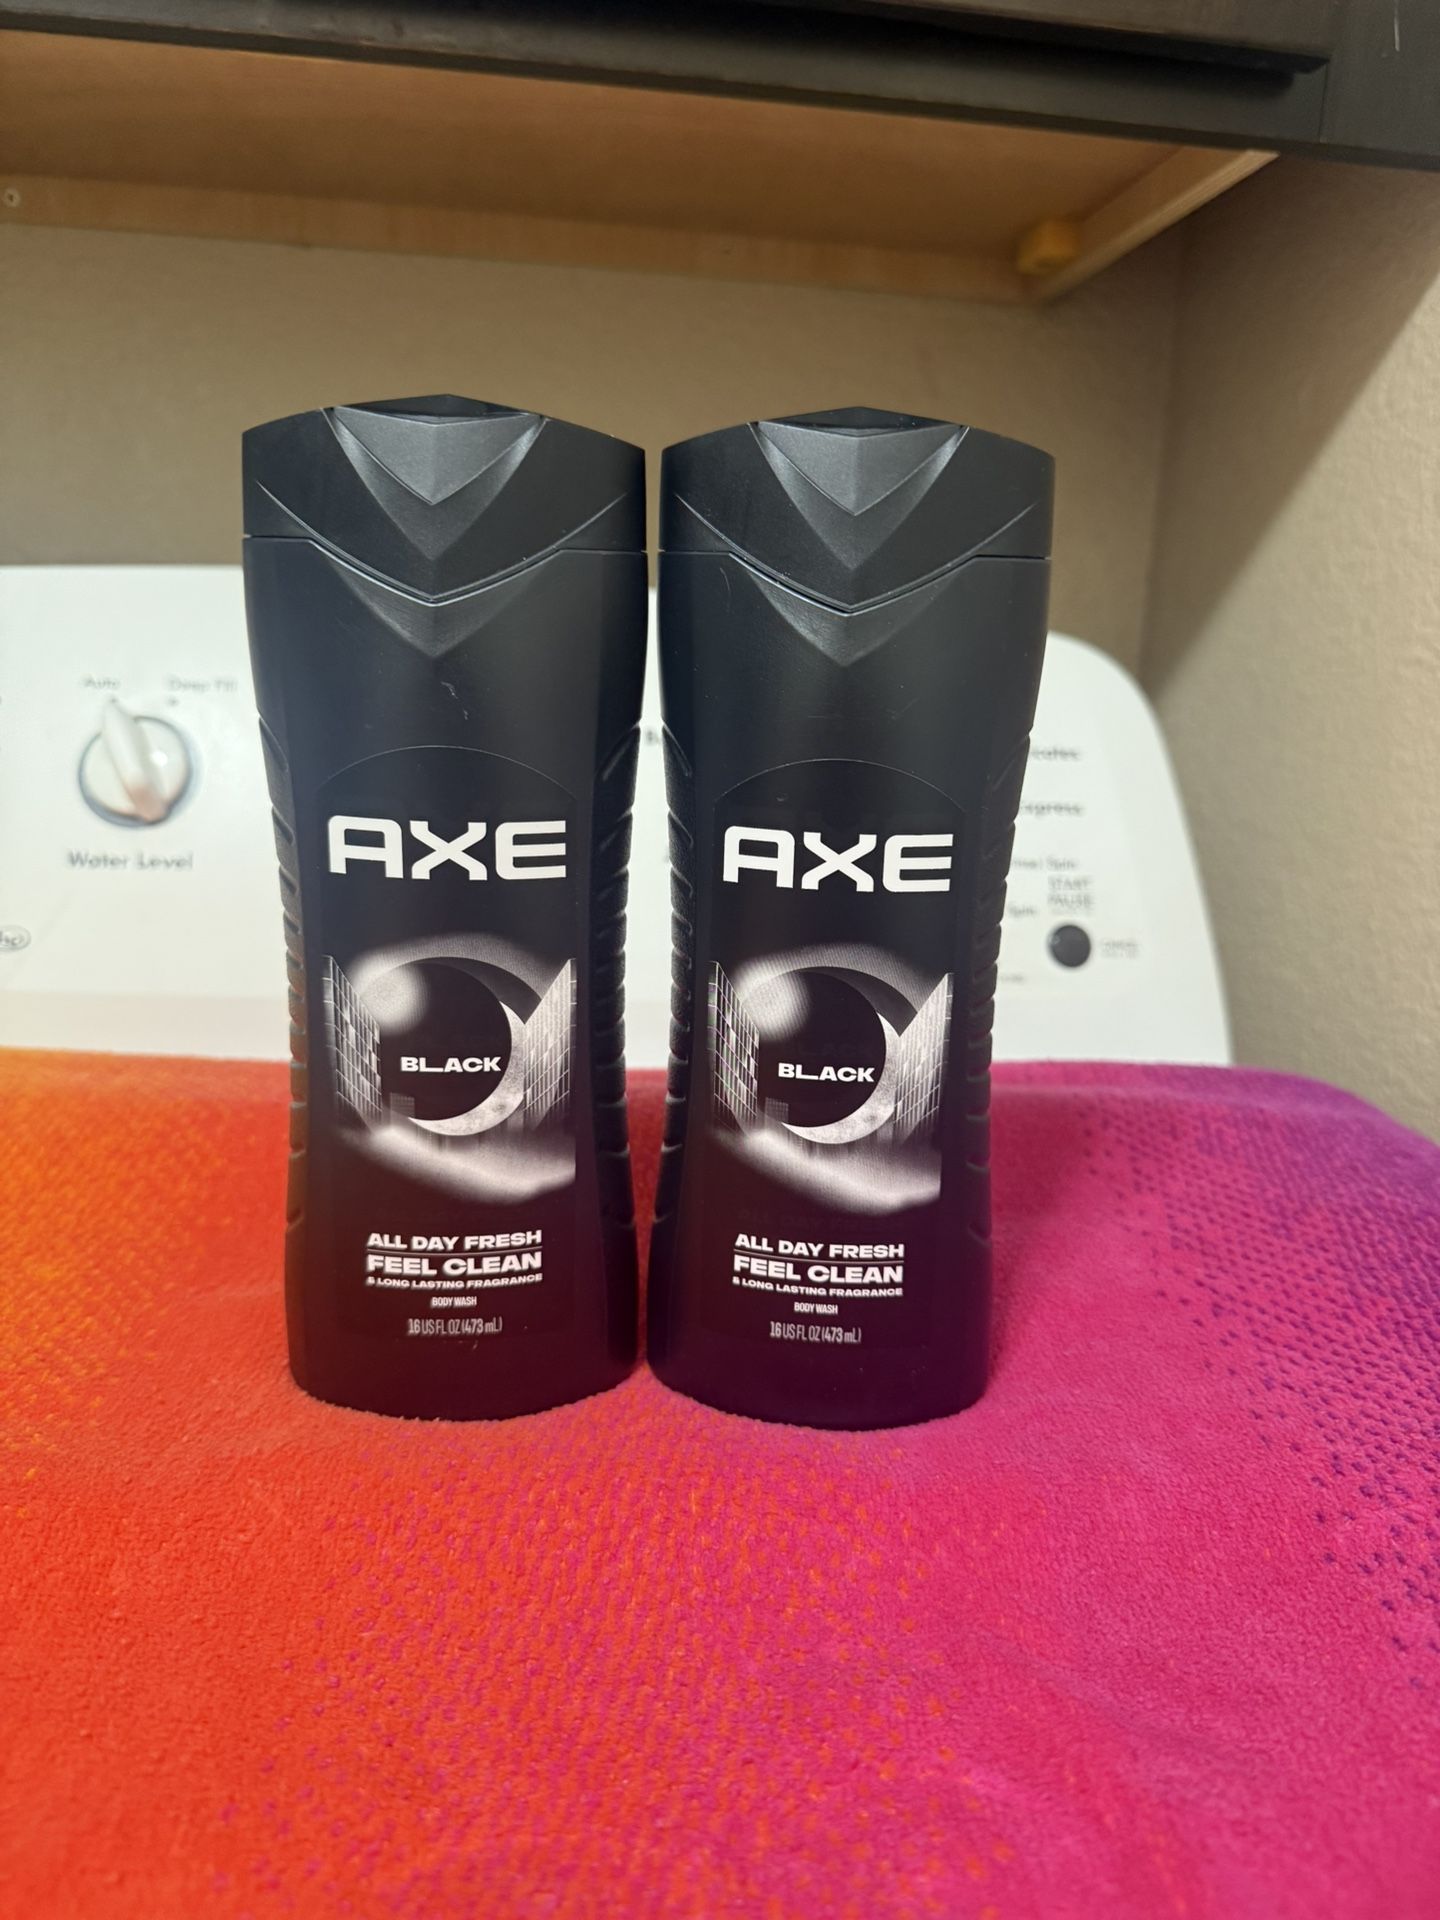 Auto
Deep Fill
Water Level
Express
START
PAUSE
AXE
BLACK
ALL DAY FRESH
FEEL CLEAN
& LONG LASTING FRAGRANCE
BODY WASH
16 US FL OZ (473 mL)
AXE
BLACK
ALL DAY FRESH
FEEL CLEAN
& LONG LASTING FRAGRANCE
BODY WASH
16 US FL OZ (473 mL)